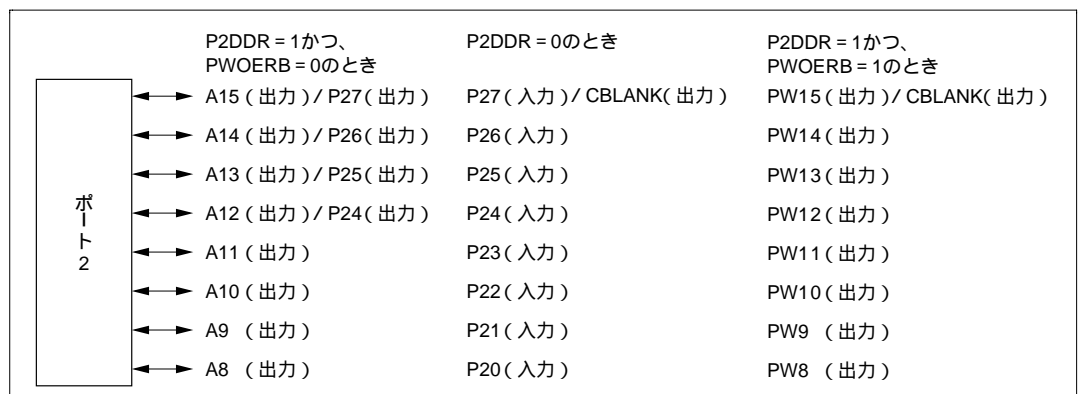 P2DDR = 1かつ、 P2DDR = 0のとき P2DDR = 1かつ、
PWOERB = 0のとき PWOERB = 1のとき
A15(出力)/ P27(出力) P27(入力)/ CBLANK(出力) PW15(出力)/ CBLANK(出力)
A14(出力)/ P26(出力) P26(入力) PW14(出力)
A13(出力)/ P25(出力) P25(入力) PW13(出力)
A12(出力)/ P24(出力) P24(入力) PW12(出力)
A11(出力) P23(入力) PW11(出力)
A10(出力) P22(入力) PW10(出力)
A9 (出力) P21(入力) PW9 (出力)
A8 (出力) P20(入力) PW8 (出力)
ポート2